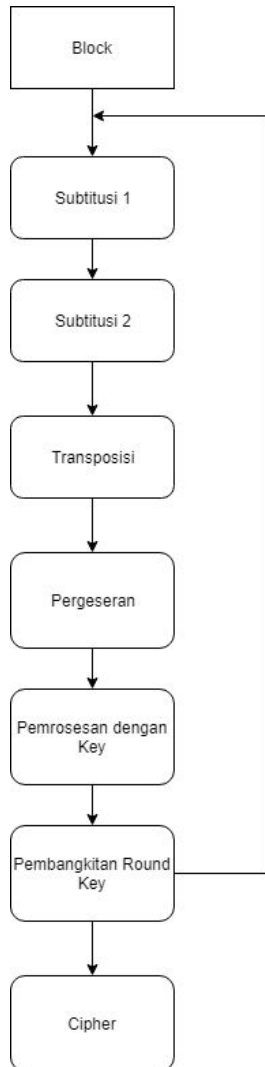 Block
Subtitusi 1
Subtitusi 2
Transposisi
Pergeseran
Pemrosesan dengan
Key
Pembangkitan Round
Key
Cipher